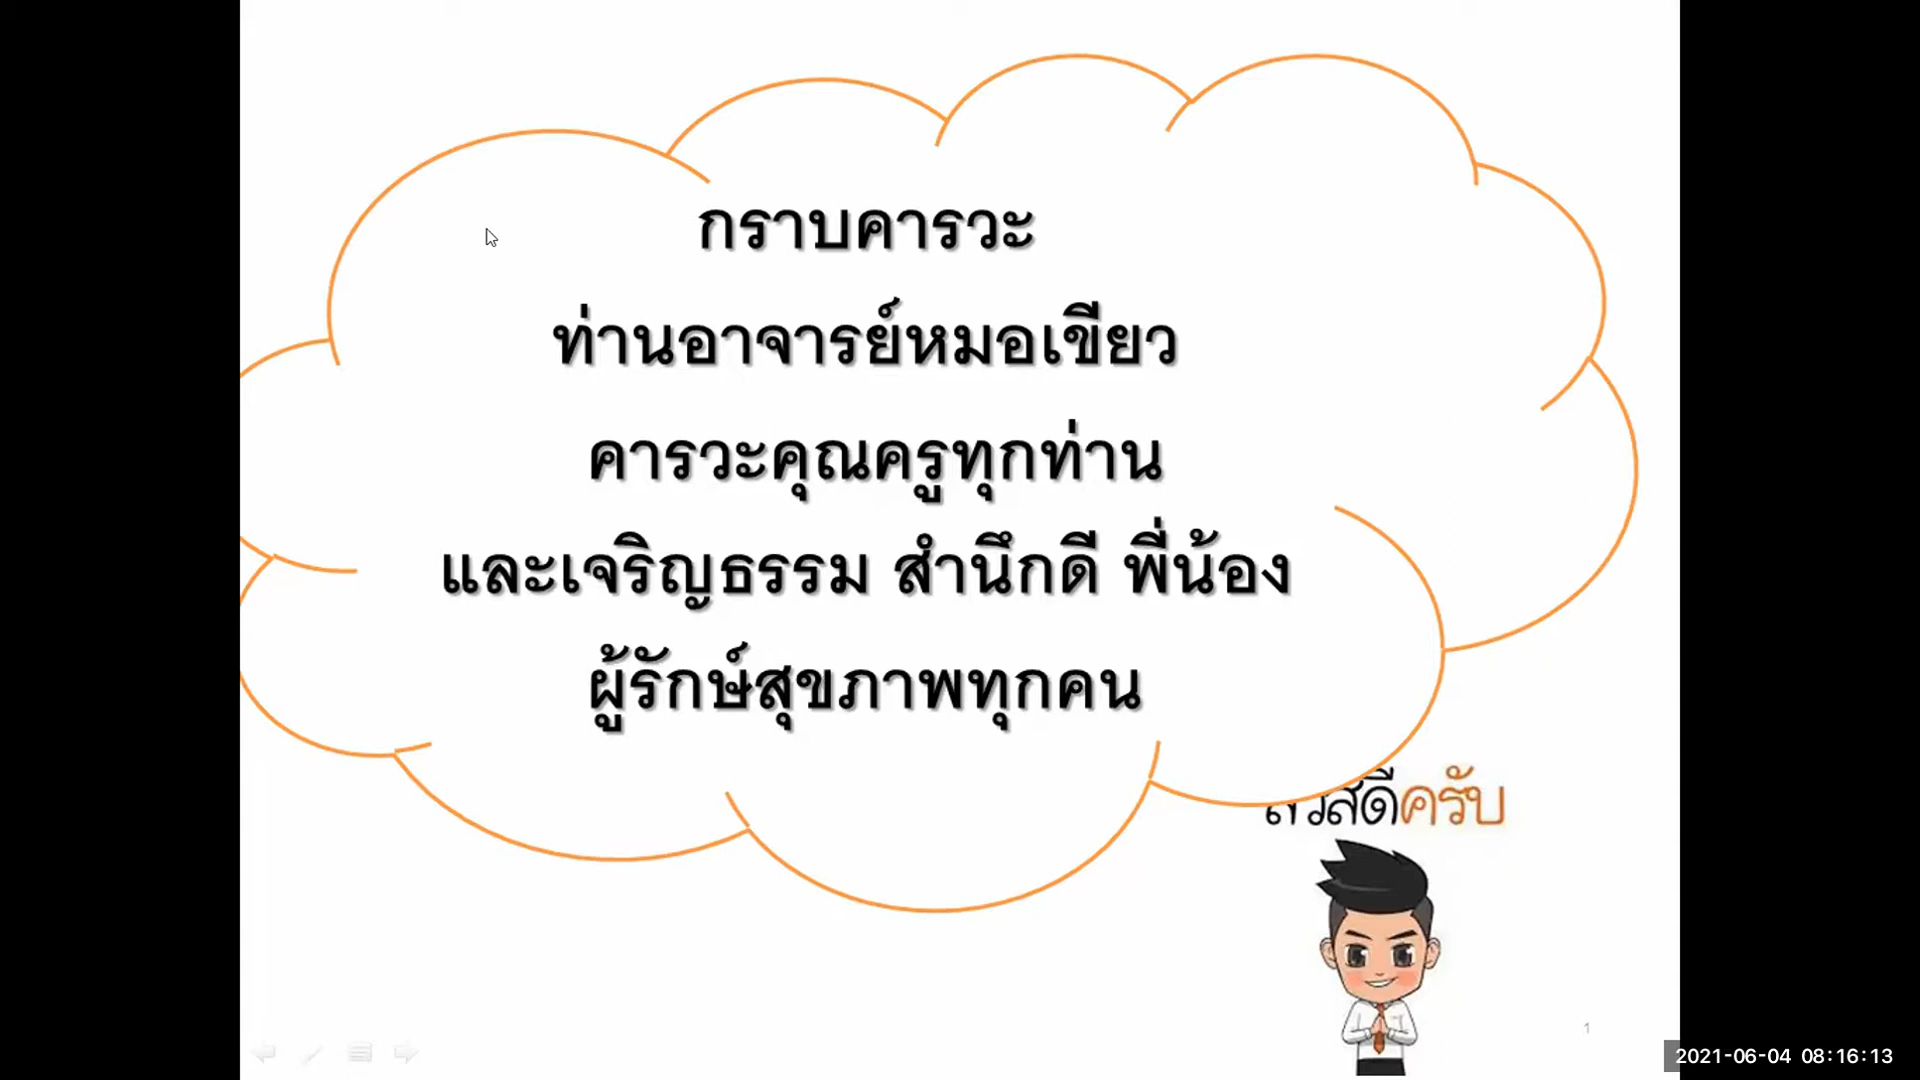 กราบคารวะ
ท่านอาจารย์หมอเขียว
คารวะคุณครูทุกท่าน
และเจริญธรรม สำนึกดี พี่น้อง
ผู้รักษ์สุขภาพทุกคน
สวัสดีครับ
1
2021-06-04 08:16:13